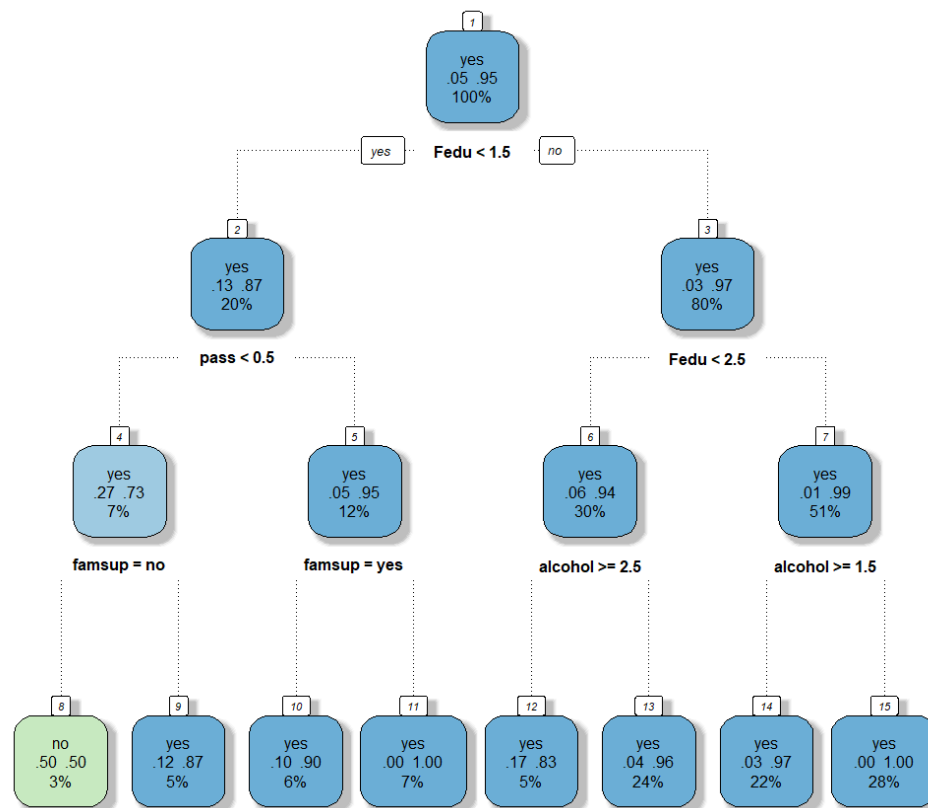 1
yes
.05 .95
100%
yes Fedu < 1.5 no
2 3
yes yes
.13 .87 .03 .97
20% 80%
pass < 0.5 Fedu < 2.5
4 5 6 7
yes yes yes yes
.27 .73 .05 .95 .06 .94 .01 .99
7% 12% 30% 51%
famsup = no famsup = yes alcohol >= 2.5 alcohol >= 1.5
8 9 10 11 12 13 14 15
no yes yes yes yes yes yes yes
.50 .50 .12 .87 .10 .90 .00 1.00 .17 .83 .04 .96 .03 .97 .00 1.00
3% 5% 6% 7% 5% 24% 22% 28%